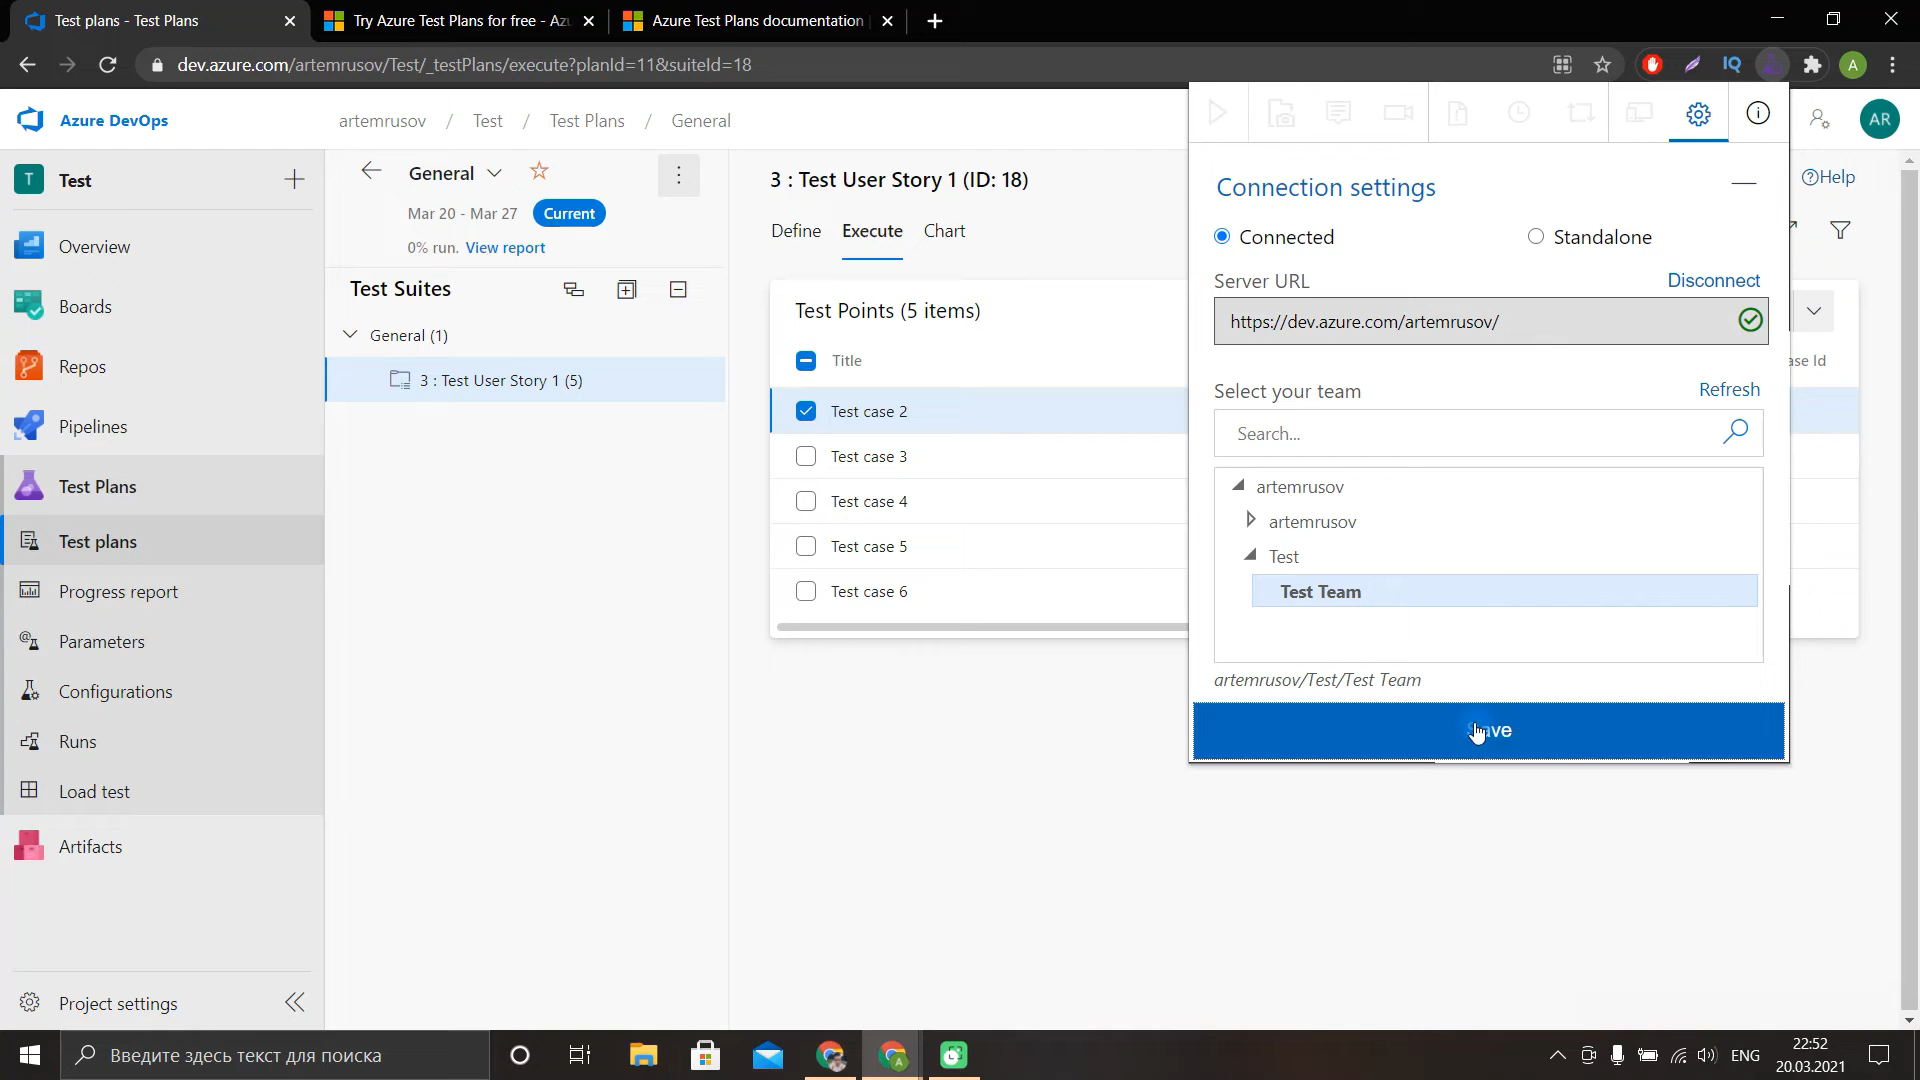 Test plans - Test Plans
Try Azure Test Plans for free - Az
Azure Test Plans documentation
dev.azure.com/artemrusov/Test/_testPlans/execute?planId=11&suiteId=18
IQ
A
Azure DevOps
artemrusov / Test / Test Plans / General
AR
T Test
Overview
Boards
Repos
Pipelines
Test Plans
Test plans
Progress report
Parameters
Configurations
Runs
Load test
Artifacts
Project settings
General
Mar 20 - Mar 27 Current
0% run. View report
Test Suites
General (1)
3 : Test User Story 1 (5)
3 : Test User Story 1 (ID: 18)
Help
Define Execute Chart
Test Points (5 items)
Title
ase Id
Test case 2
Test case 3
Test case 4
Test case 5
Test case 6
Connection settings
Connected Standalone
Server URL Disconnect
https://dev.azure.com/artemrusov/
Select your team Refresh
Search...
artemrusov
artemrusov
Test
Test Team
artemrusov/Test/Test Team
Save
Введите здесь текст для поиска
ENG
22:52
20.03.2021